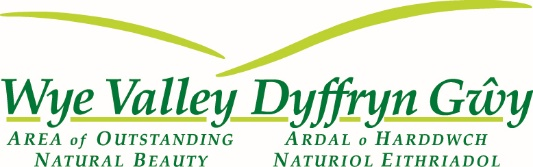 Wye Valley Dyffryn Gŵy
AREA of OUTSTANDING
NATURAL BEAUTY
ARDAL o HARDDWCH
NATURIOL EITHRIADOL